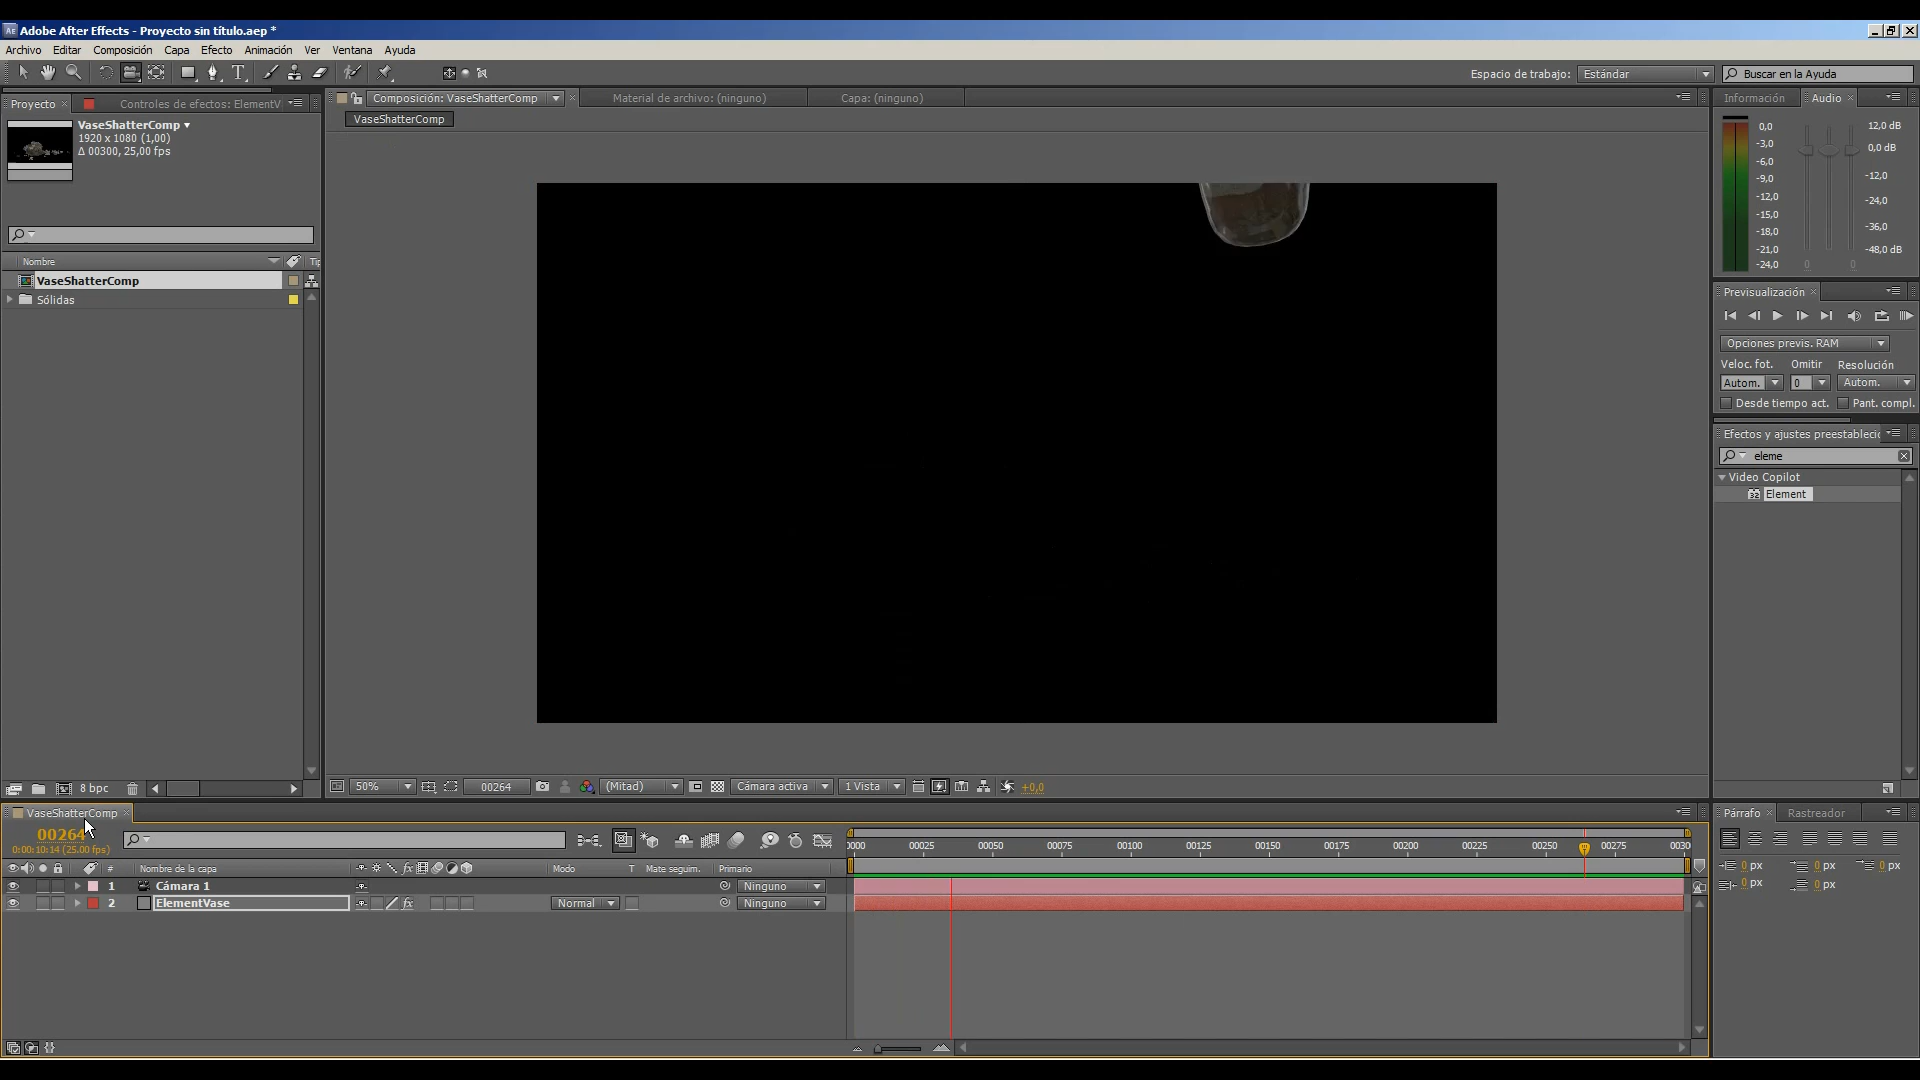 Adobe After Effects - Proyecto sin título.aep *
Archivo Editar Composición Capa Efecto Animación Ver Ventana Ayuda
Espacio de trabajo: Estándar Buscar en la Ayuda
Proyecto Controles de efectos: ElementV
Composición: VaseShatterComp Material de archivo: (ninguno) Capa: (ninguno)
Información Audio
VaseShatterComp
VaseShatterComp
1920 x 1080 (1,00)
Δ 00300, 25,00 fps
0,0
-3,0
-6,0
-9,0
-12,0
-15,0
-18,0
-21,0
-24,0
12,0 dB
0,0 dB
-12,0
-24,0
-36,0
-48,0 dB
0 0
Nombre
VaseShatterComp
Sólidas
Previsualización
Opciones previs. RAM
Veloc. fot. Omitir Resolución
Autom. 0 Autom.
Desde tiempo act. Pant. compl.
Efectos y ajustes preestableci
eleme
Video Copilot
32 Element
8 bpc
50% 00264 (Mitad) Cámara activa 1 Vista +0,0
VaseShatterComp
00264
0:00:10:14 (25.00 fps)
# Nombre de la capa fx Modo T Mate seguim. Primario
1 Cámara 1 Ninguno
2 ElementVase fx Normal Ninguno
0000 00025 00050 00075 00100 00125 00150 00175 00200 00225 00250 00275 0030
Párrafo Rastreador
0 px 0 px 0 px
0 px 0 px